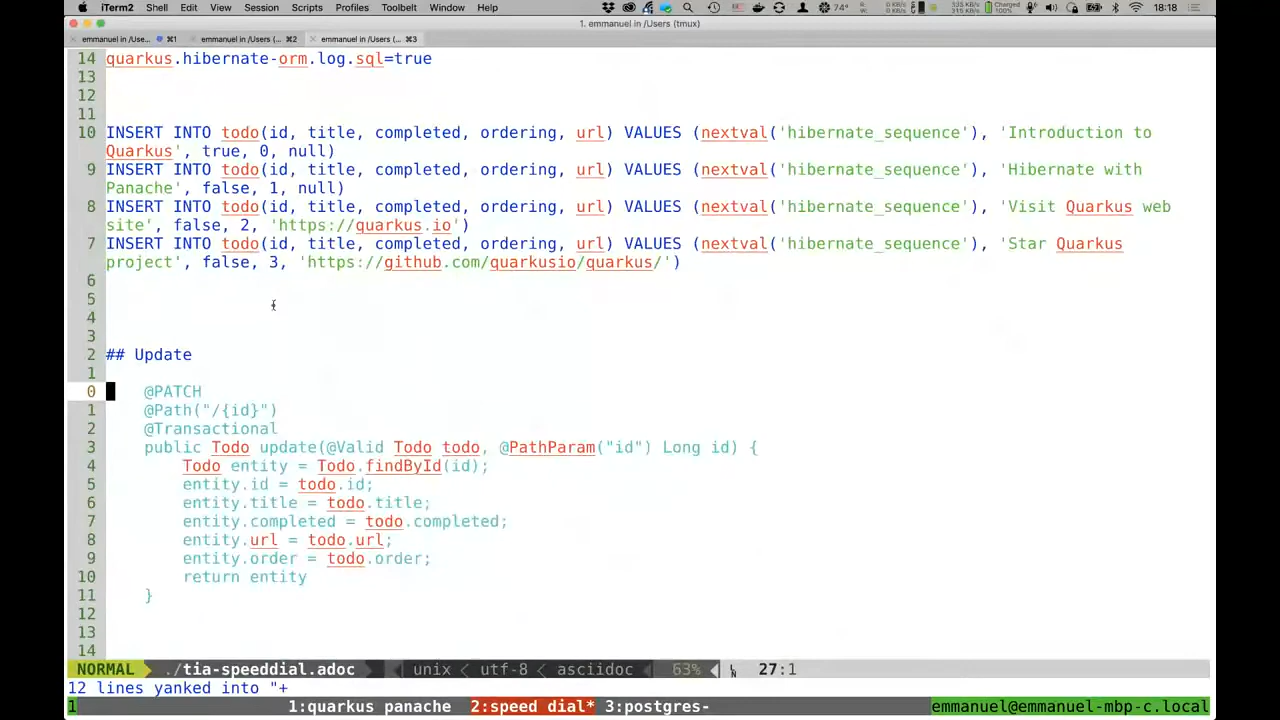 iTerm2 Shell Edit View Session Scripts Profiles Toolbelt Window Help 74° 18:18
1. emmanuel in /Users (tmux)
emmanuel in /Use... ⌘1 emmanuel in /Users (... ⌘2 emmanuel in /Users (... ⌘3
14 quarkus.hibernate-orm.log.sql=true
13
12
11
10 INSERT INTO todo(id, title, completed, ordering, url) VALUES (nextval('hibernate_sequence'), 'Introduction to
Quarkus', true, 0, null)
9 INSERT INTO todo(id, title, completed, ordering, url) VALUES (nextval('hibernate_sequence'), 'Hibernate with
Panache', false, 1, null)
8 INSERT INTO todo(id, title, completed, ordering, url) VALUES (nextval('hibernate_sequence'), 'Visit Quarkus web
site', false, 2, 'https://quarkus.io')
7 INSERT INTO todo(id, title, completed, ordering, url) VALUES (nextval('hibernate_sequence'), 'Star Quarkus
project', false, 3, 'https://github.com/quarkusio/quarkus/')
6
5
4
3
2 ## Update
1
0 @PATCH
1 @Path("/{id}")
2 @Transactional
3 public Todo update(@Valid Todo todo, @PathParam("id") Long id) {
4 Todo entity = Todo.findById(id);
5 entity.id = todo.id;
6 entity.title = todo.title;
7 entity.completed = todo.completed;
8 entity.url = todo.url;
9 entity.order = todo.order;
10 return entity
11 }
12
13
14
NORMAL ./tia-speeddial.adoc unix < utf-8 < asciidoc 63% 27:1
12 lines yanked into "+
1 1:quarkus panache 2:speed dial* 3:postgres- emmanuel@emmanuel-mbp-c.local